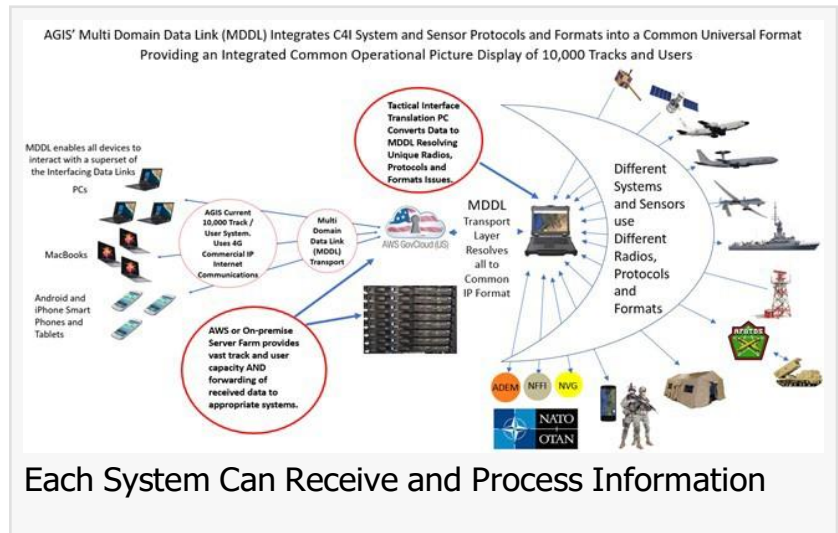 AGIS' Multi Domain Data Link (MDDL) Integrates C4I System and Sensor Protocols and Formats into a Common Universal Format
Providing an Integrated Common Operational Picture Display of 10,000 Tracks and Users
MDDL enables all devices to
interact with a superset of
the Interfacing Data Links
PCs
MacBooks
Android and
iPhone Smart
Phones and
Tablets
AGIS Current
10,000 Track /
User System.
Uses 4G
Commercial IP
Internet
Communications
Multi
Domain
Data Link
(MDDL)
Transport
Tactical Interface
Translation PC
Converts Data to
MDDL Resolving
Unique Radios,
Protocols and
Formats Issues.
AWS GovCloud (US)
MDDL
Transport
Layer
Resolves
all to
Common
IP Format
AWS or On-premise
Server Farm provides
vast track and user
capacity AND
forwarding of
received data to
appropriate systems.
Different
Systems
and Sensors
use
Different
Radios,
Protocols
and
Formats
AFATDS
ADEM
NFFI
NVG
NATO
OTAN
Each System Can Receive and Process Information